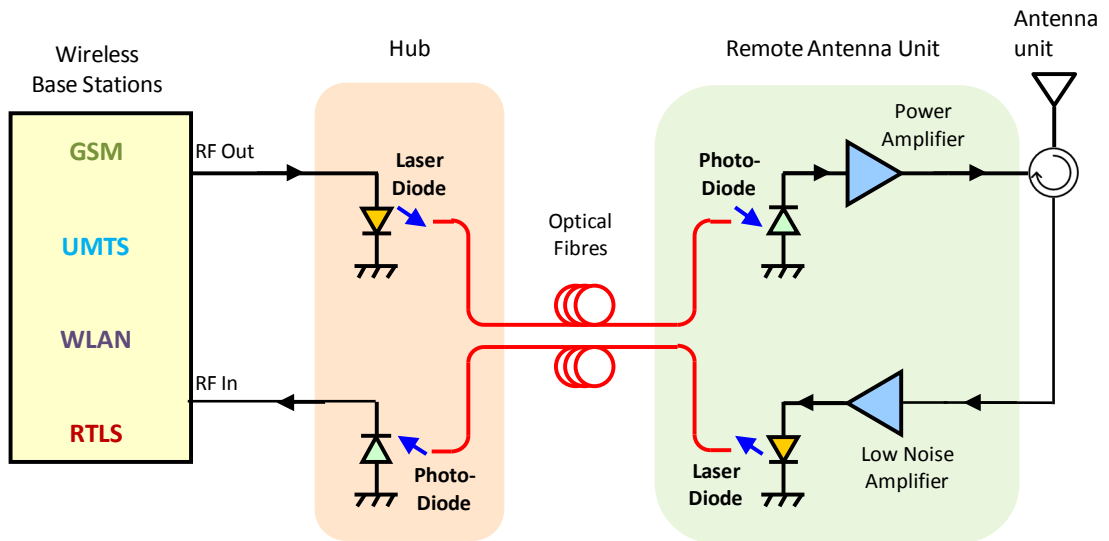 Wireless
Base Stations
GSM
UMTS
WLAN
RTLS
RF Out
RF In
Hub
Laser
Diode
Photo-
Diode
Optical
Fibres
Remote Antenna Unit
Photo-
Diode
Power
Amplifier
Laser
Diode
Low Noise
Amplifier
Antenna
unit